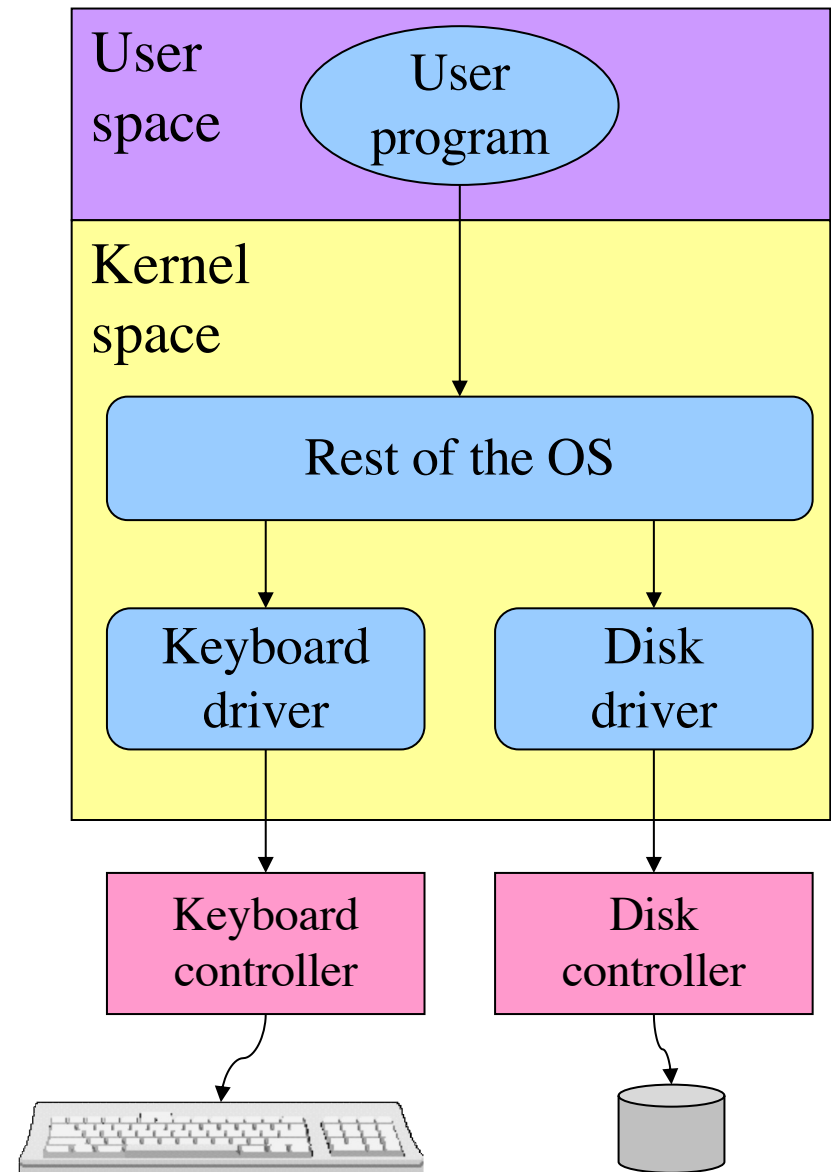 User
space
User
program
Kernel
space
Rest of the OS
Keyboard
driver
Disk
driver
Keyboard
controller
Disk
controller